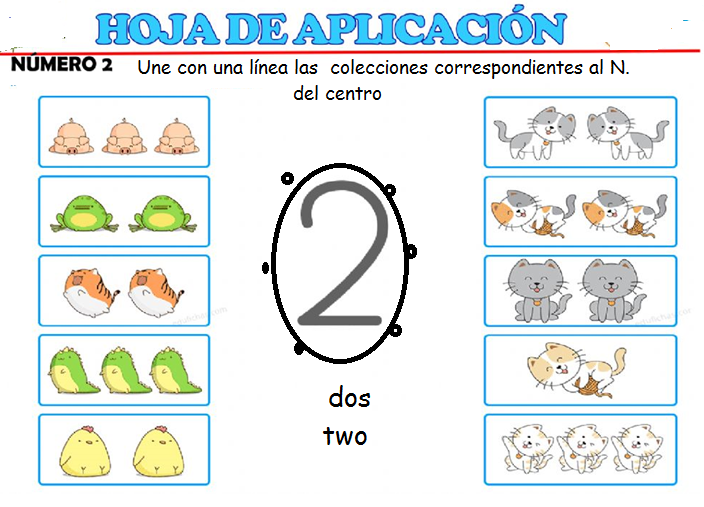 HOJA DE APLICACIÓN
NÚMERO 2 Une con una línea las colecciones correspondientes al N.
del centro
2
dos
two